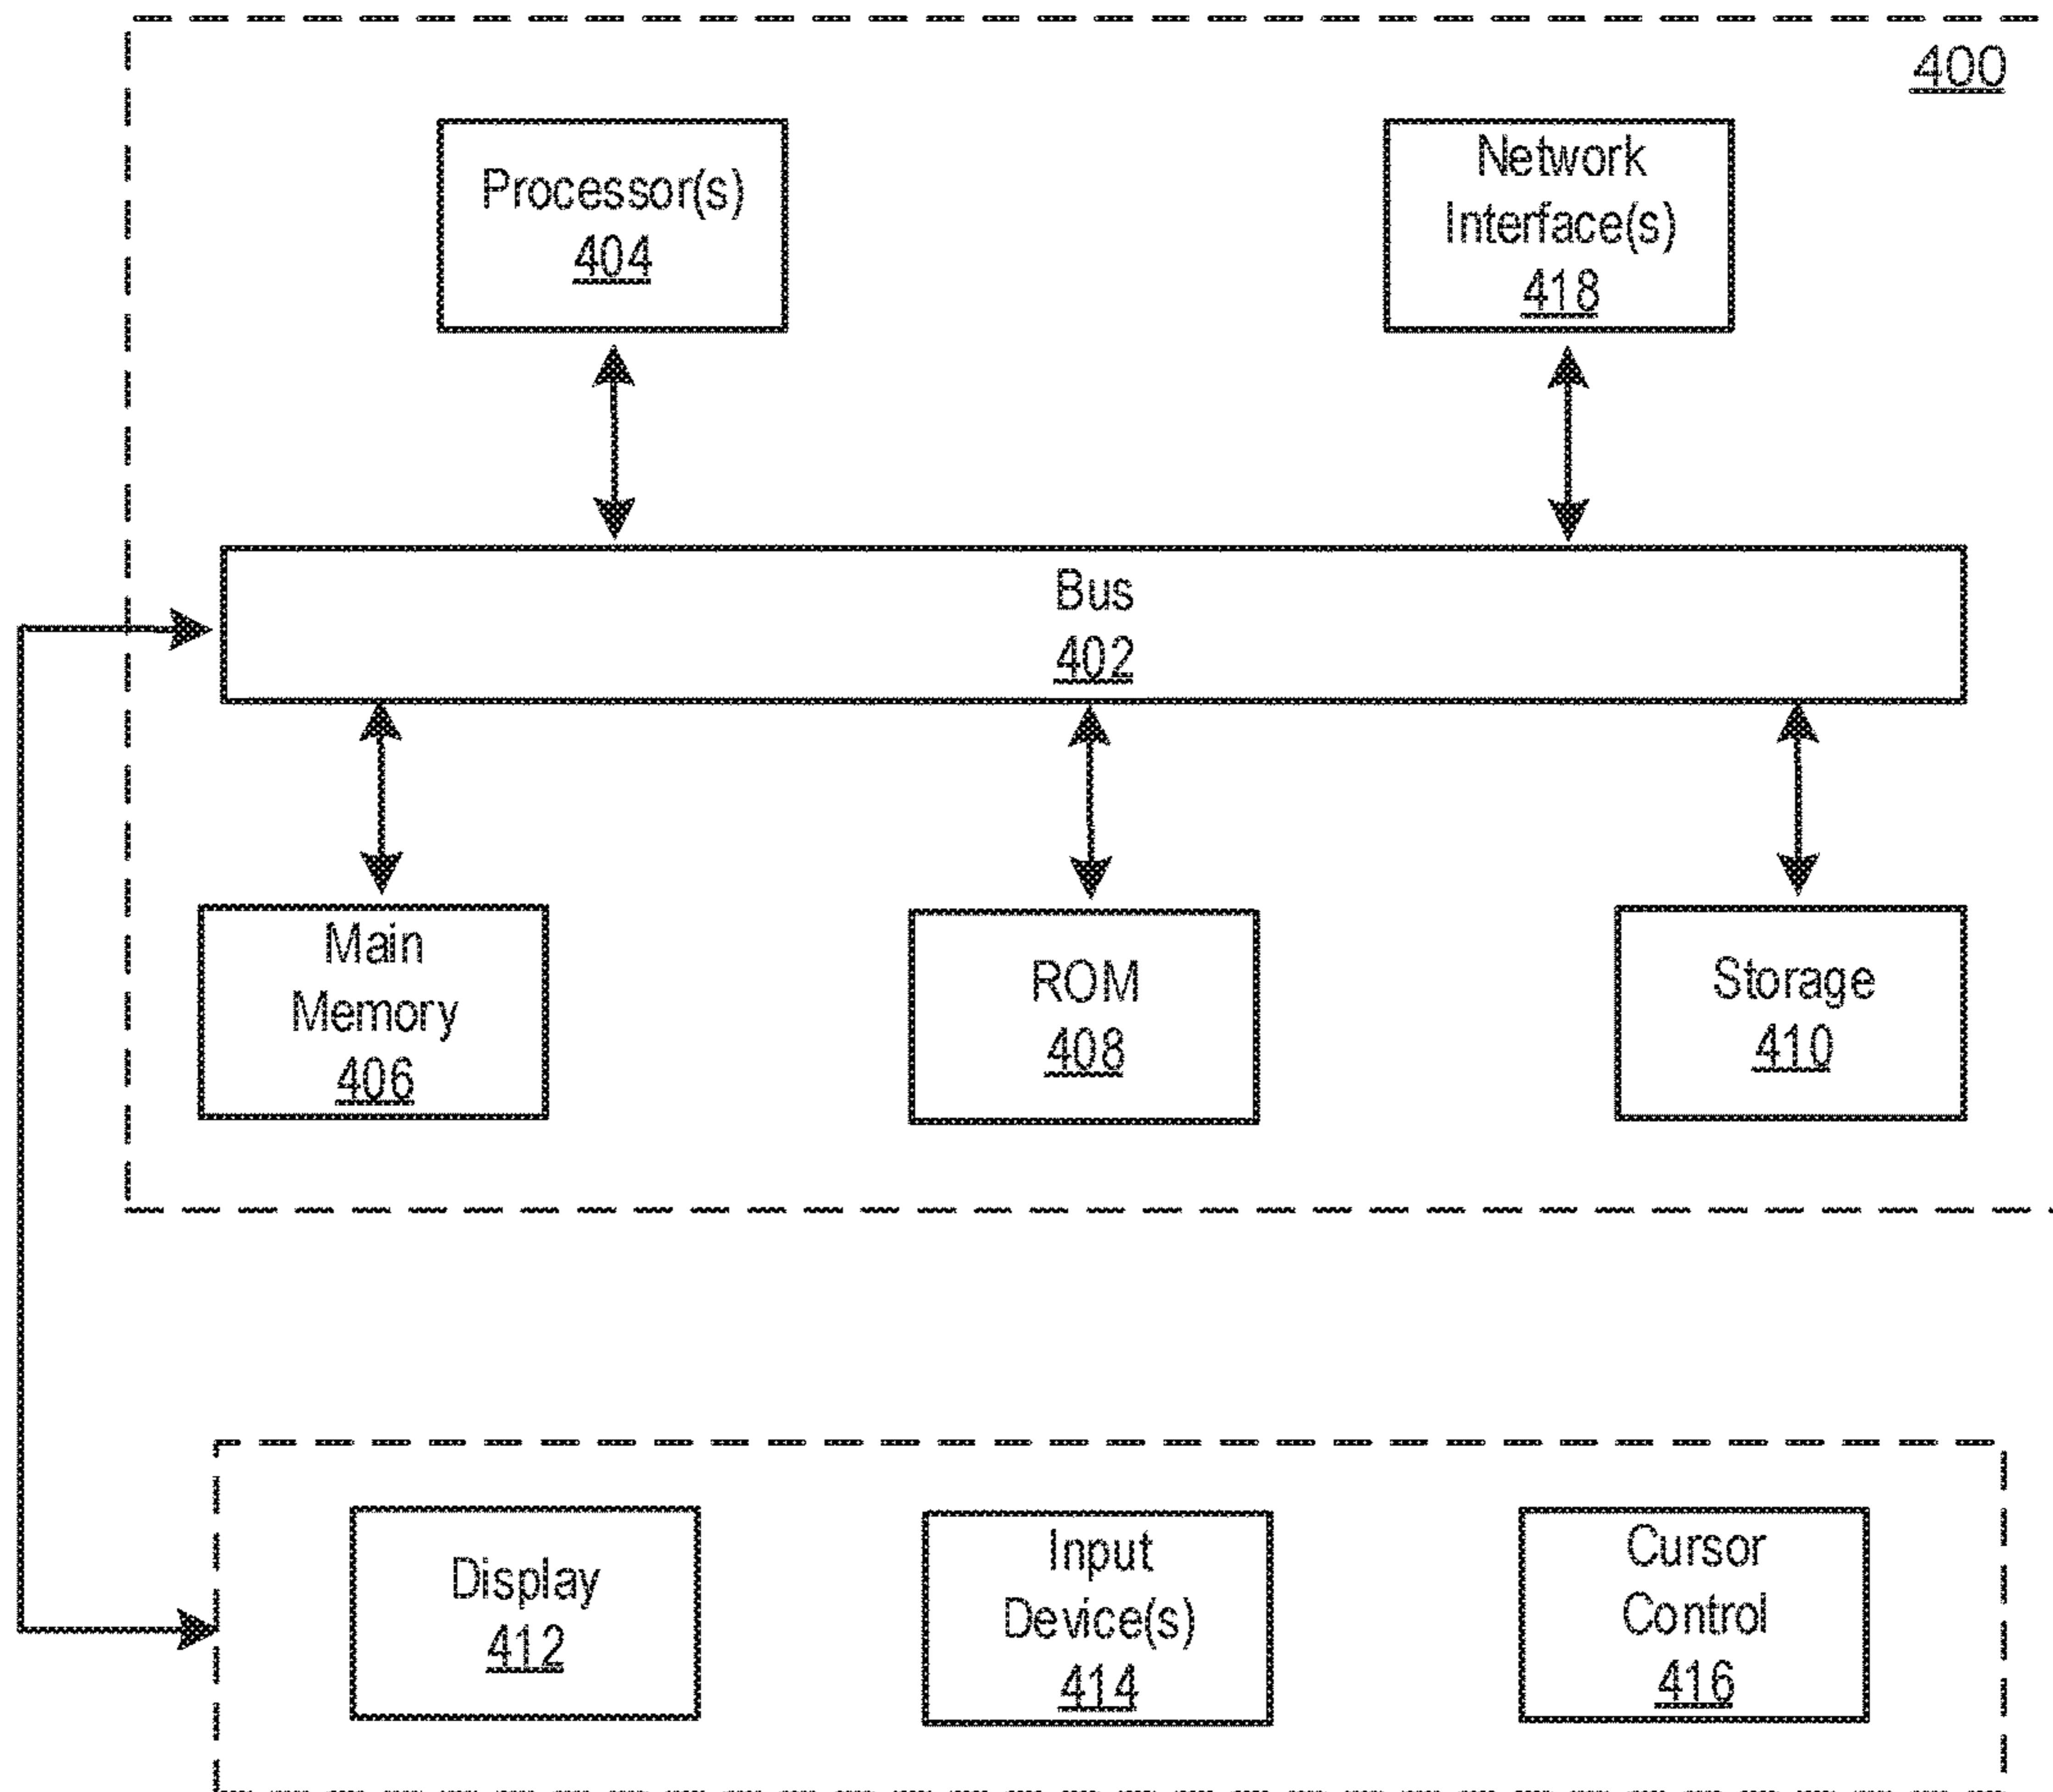 400
Processor(s)
404
Network
Interface(s)
418
Bus
402
Main
Memory
406
ROM
408
Storage
410
Display
412
Input
Device(s)
414
Cursor
Control
416